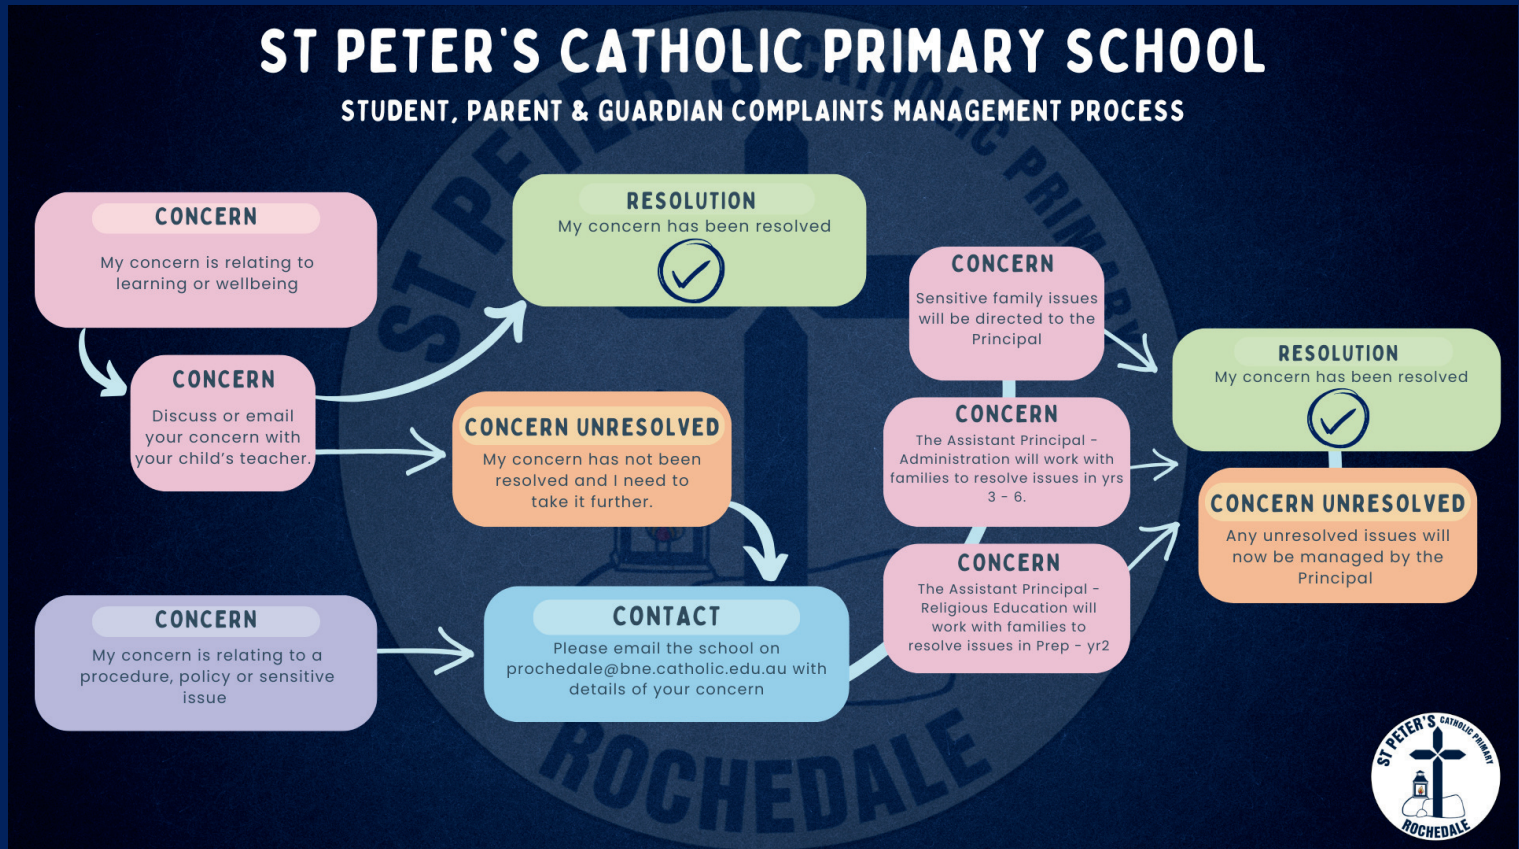 ST PETER'S CATHOLIC PRIMARY SCHOOL
STUDENT, PARENT & GUARDIAN COMPLAINTS MANAGEMENT PROCESS
CONCERN
My concern is relating to
learning or wellbeing
CONCERN
Discuss or email
your concern with
your child's teacher.
RESOLUTION
My concern has been resolved
CONCERN UNRESOLVED
My concern has not been
resolved and I need to
take it further.
CONCERN
My concern is relating to a
procedure, policy or sensitive
issue
CONTACT
Please email the school on
prochedale@bne.catholic.edu.au with
details of your concern
CONCERN
Sensitive family issues
will be directed to the
Principal
CONCERN
The Assistant Principal -
Administration will work with
families to resolve issues in yrs
3 - 6.
CONCERN
The Assistant Principal -
Religious Education will
work with families to
resolve issues in Prep - yr2
RESOLUTION
My concern has been resolved
CONCERN UNRESOLVED
Any unresolved issues will
now be managed by the
Principal
ST PETER'S CATHOLIC PRIMARY
ROCHEDALE
ST PETER'S CATHOLIC PRIMARY
ROCHEDALE